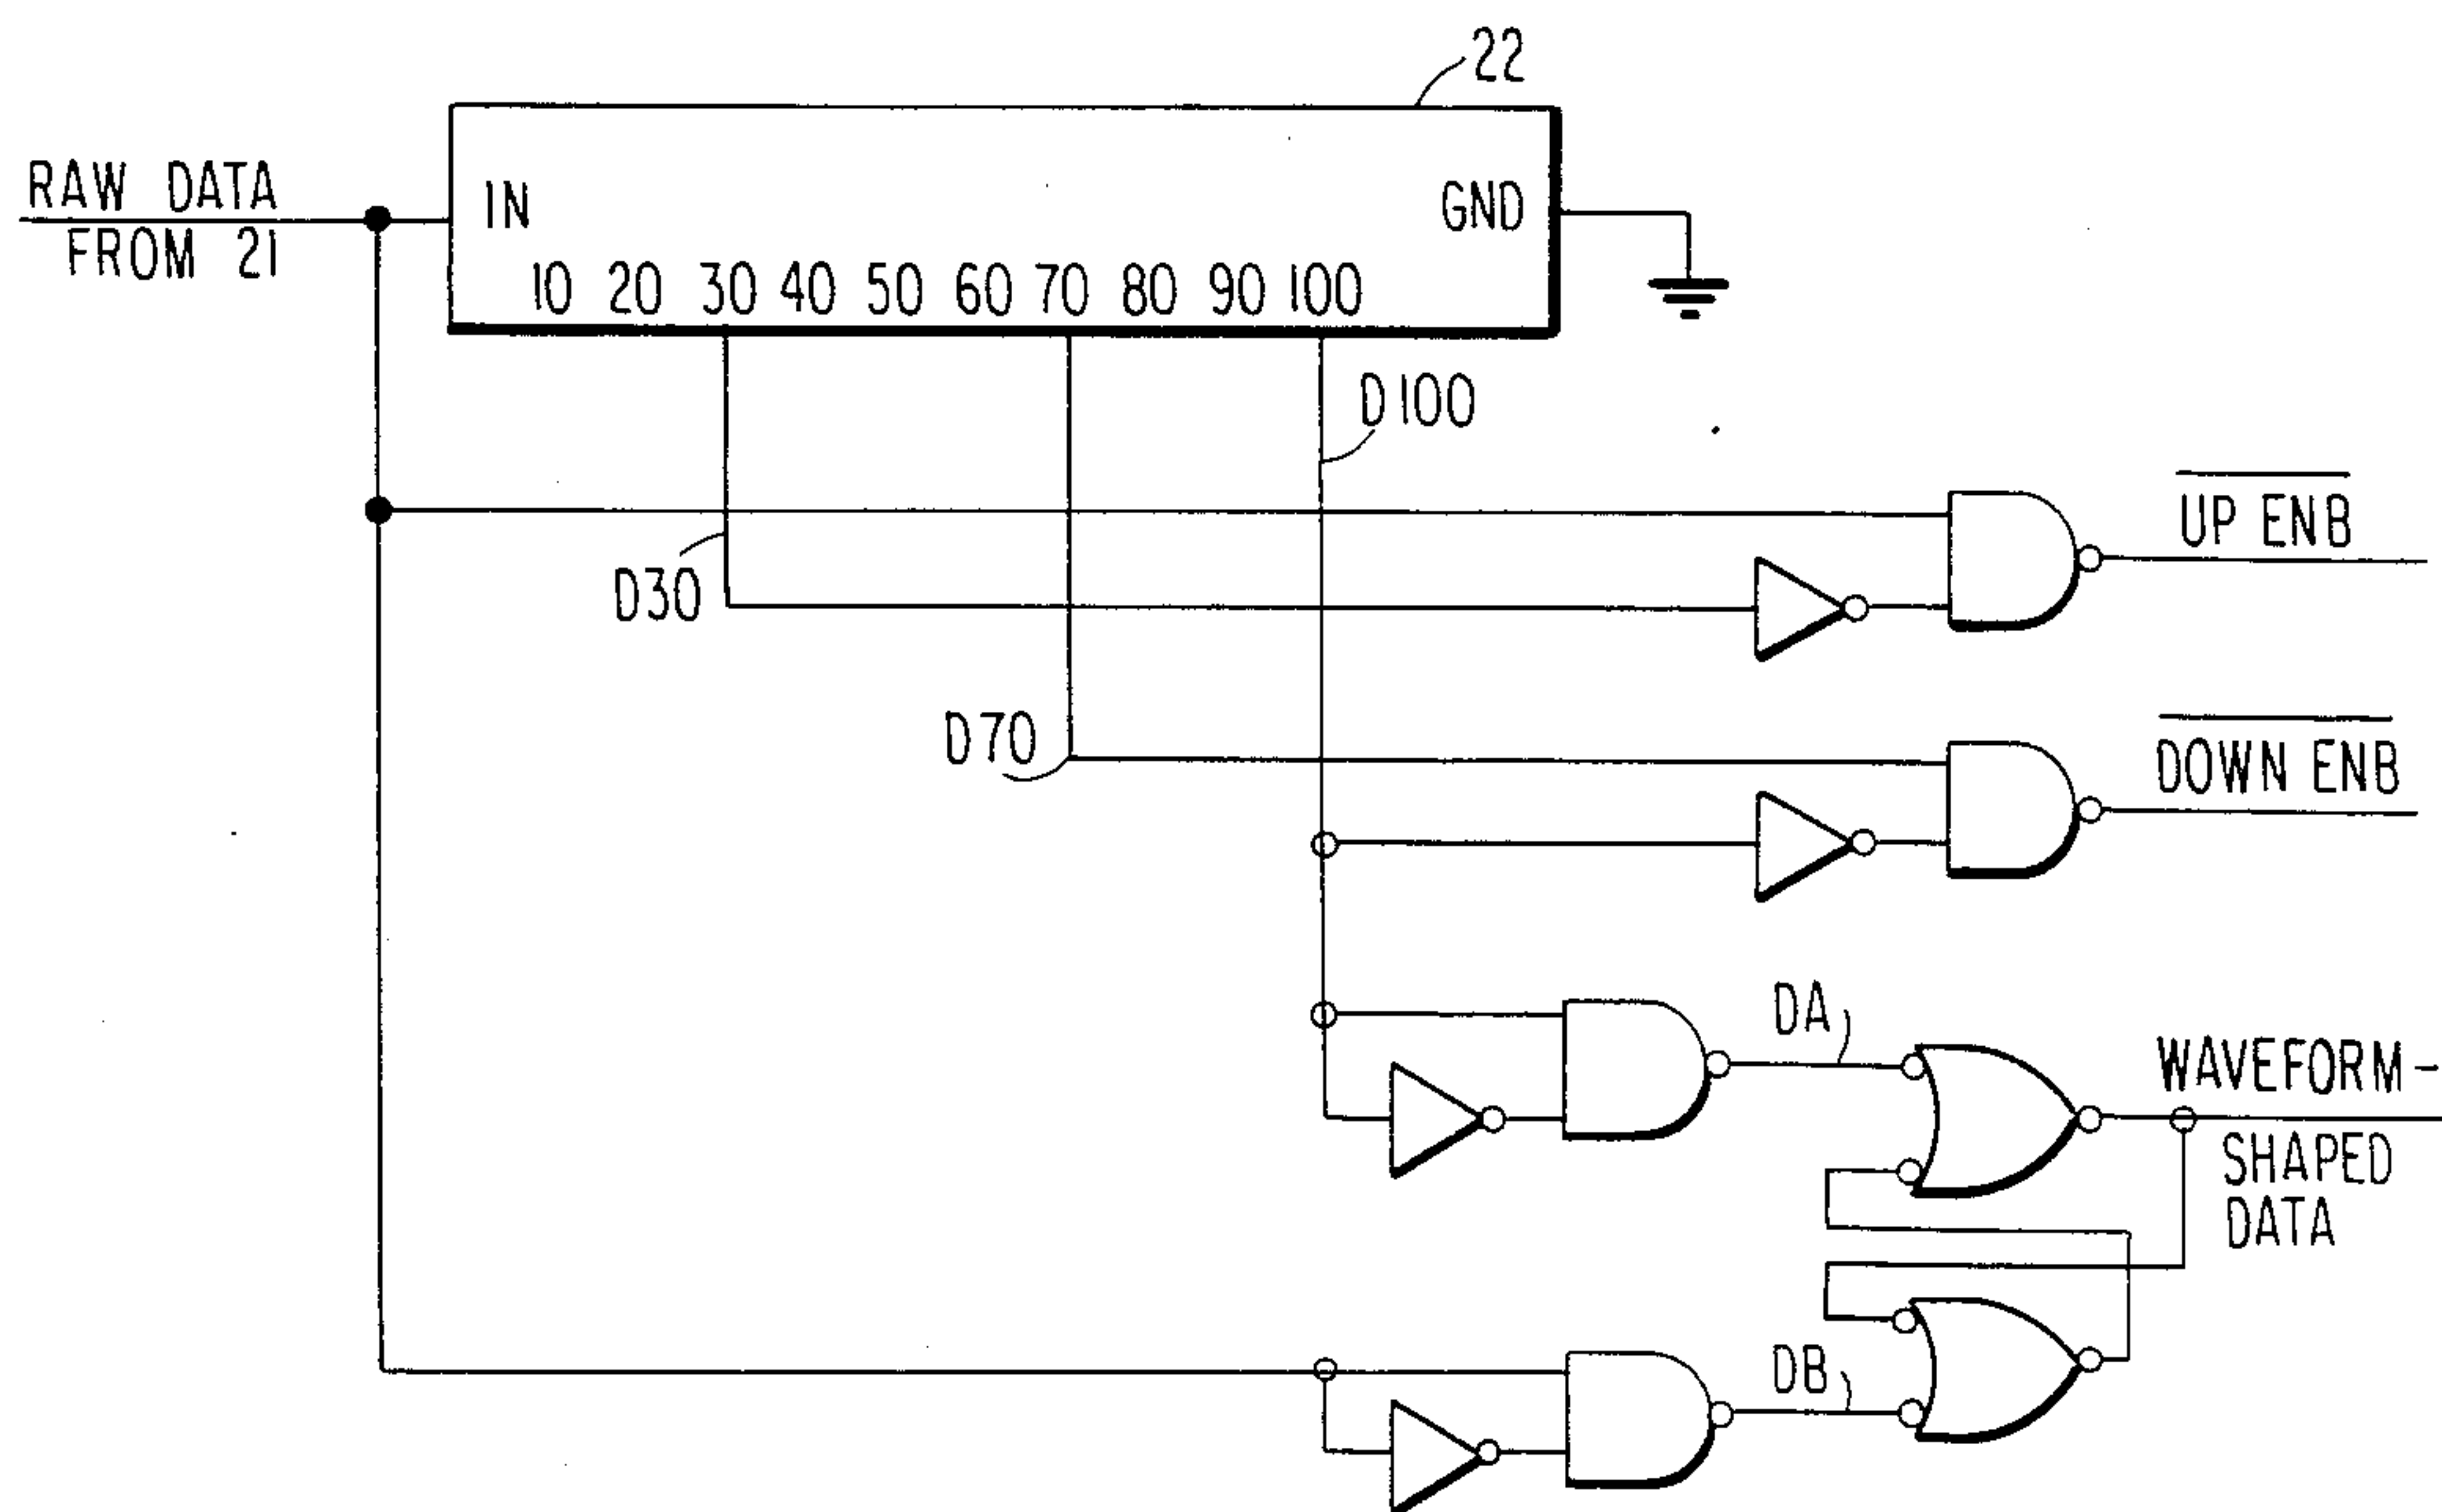 22
RAW DATA
FROM 21
IN
GND
10 20 30 40 50 60 70 80 90 100
D100
UP ENB
D30
D70
DOWN ENB
DA
WAVEFORM-
SHAPED
DATA
DB